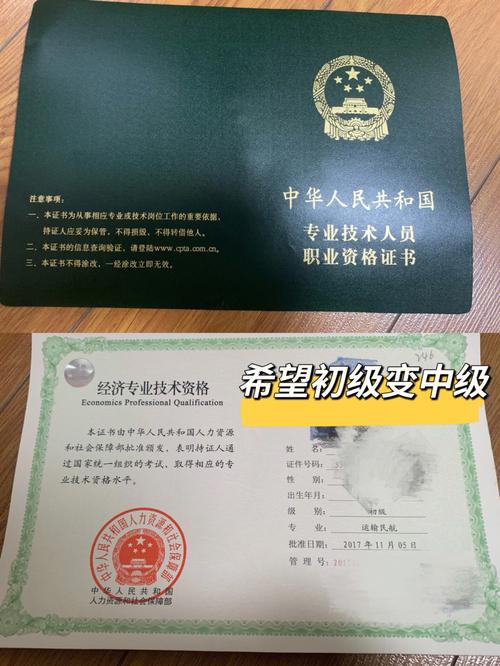 中华人民共和国
专业技术人员
职业资格证书
注意事项：
一、本证书为从事相应专业或技术岗位工作的重要依据，
持证人应妥为保管，不得损毁，不得转借他人。
二、本证书的信息查询验证，请登陆www.cpta.com.cn。
三、本证书不得涂改，一经涂改立即无效。
希望初级变中级
246
经济专业技术资格
Economics Professional Qualification
本证书由中华人民共和国人力资源
和社会保障部批准颁发，表明持证人通
过国家统一组织的考试，取得相应的专
业技术资格水平。
中华人民共和国人力资源和社会保障部
中华人民共和国
人力资源和社会保障部
姓名：
证件号码：
性
出生年月：
级 初级
专业： 运输民航
批准日期： 2017年11月05日
管理号： 201